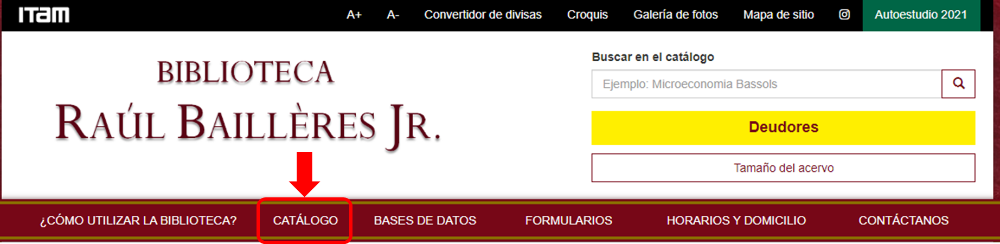 ITAM
A+ A- Convertidor de divisas Croquis Galería de fotos Mapa de sitio Autoestudio 2021
BIBLIOTECA
RAÚL BAILLÈRES JR.
Buscar en el catálogo
Ejemplo: Microeconomia Bassols
Deudores
Tamaño del acervo
¿CÓMO UTILIZAR LA BIBLIOTECA? CATÁLOGO BASES DE DATOS FORMULARIOS HORARIOS Y DOMICILIO CONTÁCTANOS